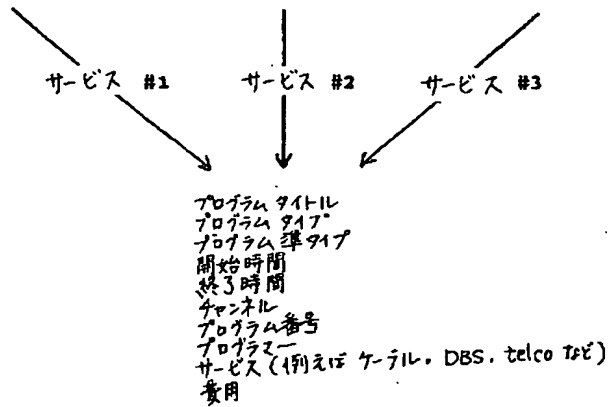 サービス #1 サービス #2 サービス #3
プログラム タイトル
プログラム タイプ
プログラム 準タイプ
開始時間
終了時間
チャンネル
プログラム番号
プログラマー
サービス (例えば ケーブル. DBS. telco など)
費用